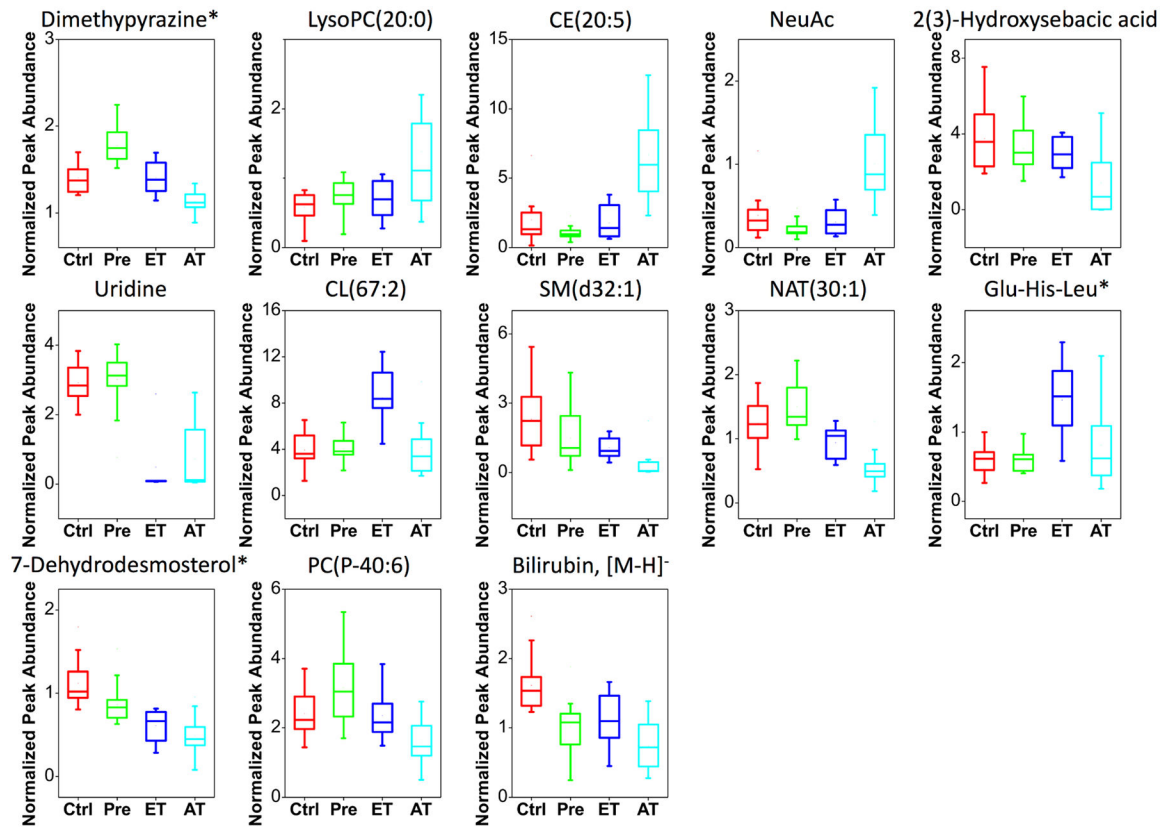 Dimethypyrazine*
LysoPC(20:0)
CE(20:5)
NeuAc
2(3)-Hydroxysebacic acid
Normalized Peak Abundance
3
2
1
Ctrl Pre ET AT
Normalized Peak Abundance
2
1
0
Ctrl Pre ET AT
Normalized Peak Abundance
15
10
5
0
Ctrl Pre ET AT
Normalized Peak Abundance
2
1
0
Ctrl Pre ET AT
Normalized Peak Abundance
8
4
0
Ctrl Pre ET AT
Uridine
CL(67:2)
SM(d32:1)
NAT(30:1)
Glu-His-Leu*
Normalized Peak Abundance
4
2
0
Ctrl Pre ET AT
Normalized Peak Abundance
16
12
8
4
0
Ctrl Pre ET AT
Normalized Peak Abundance
6
3
0
Ctrl Pre ET AT
Normalized Peak Abundance
3
2
1
0
Ctrl Pre ET AT
Normalized Peak Abundance
2
1
0
Ctrl Pre ET AT
7-Dehydrodesmosterol*
PC(P-40:6)
Bilirubin, [M-H]-
Normalized Peak Abundance
2
1
0
Ctrl Pre ET AT
Normalized Peak Abundance
6
4
2
0
Ctrl Pre ET AT
Normalized Peak Abundance
3
2
1
0
Ctrl Pre ET AT